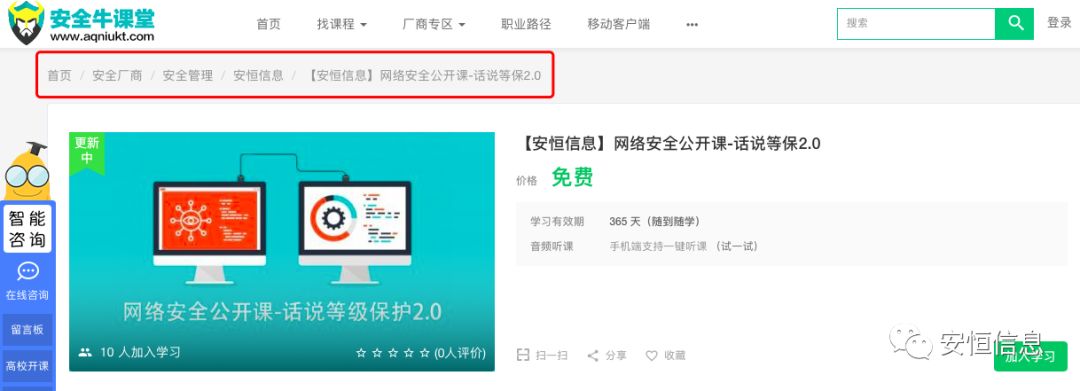 安全牛课堂
www.aqniukt.com
首页 找课程 厂商专区 职业路径 移动客户端 ••• 搜索 登录
首页 / 安全厂商 / 安全管理 / 安恒信息 / 【安恒信息】网络安全公开课-话说等保2.0
更新中
网络安全公开课-话说等级保护2.0
10 人加入学习 (0人评价)
【安恒信息】网络安全公开课-话说等保2.0
价格 免费
学习有效期 365 天（随到随学）
音频听课 手机端支持一键听课 （试一试）
扫一扫 分享 收藏
加入学习
安恒信息
智能
咨询
在线咨询
留言板
高校开课